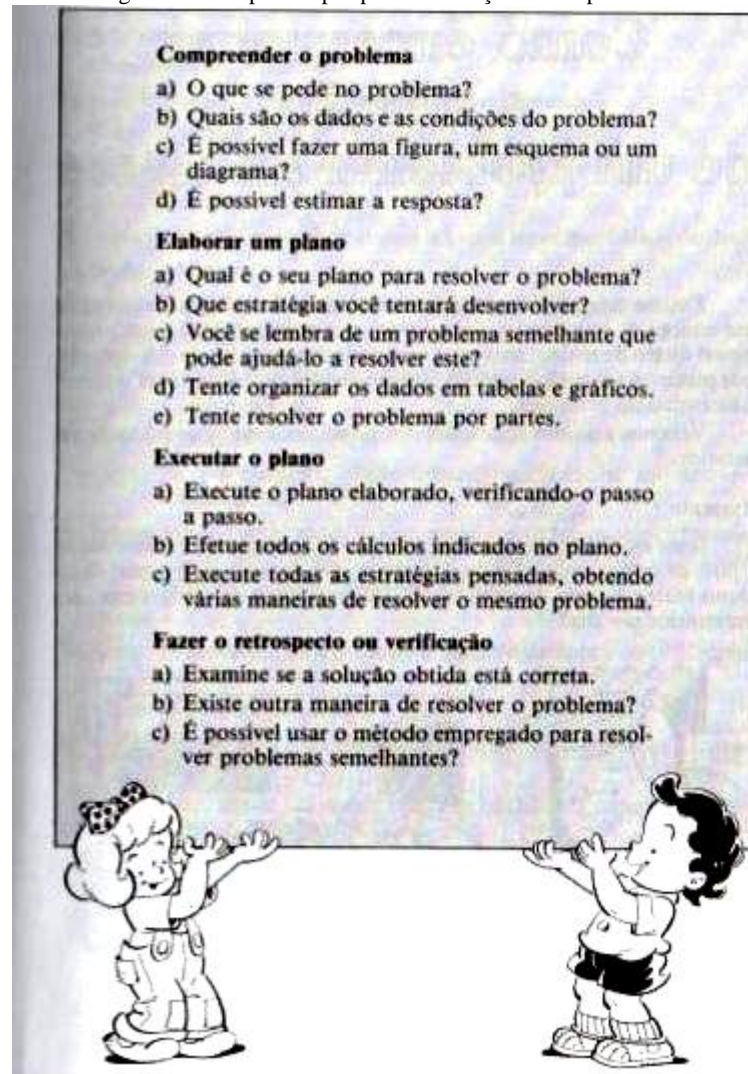 Compreender o problema
a) O que se pede no problema?
b) Quais são os dados e as condições do problema?
c) É possível fazer uma figura, um esquema ou um
diagrama?
d) É possível estimar a resposta?
Elaborar um plano
a) Qual é o seu plano para resolver o problema?
b) Que estratégia você tentará desenvolver?
c) Você se lembra de um problema semelhante que
pode ajudá-lo a resolver este?
d) Tente organizar os dados em tabelas e gráficos.
e) Tente resolver o problema por partes.
Executar o plano
a) Execute o plano elaborado, verificando-o passo
a passo.
b) Efetue todos os cálculos indicados no plano.
c) Execute todas as estratégias pensadas, obtendo
várias maneiras de resolver o mesmo problema.
Fazer o retrospecto ou verificação
a) Examine se a solução obtida está correta.
b) Existe outra maneira de resolver o problema?
c) É possível usar o método empregado para resol-
ver problemas semelhantes?